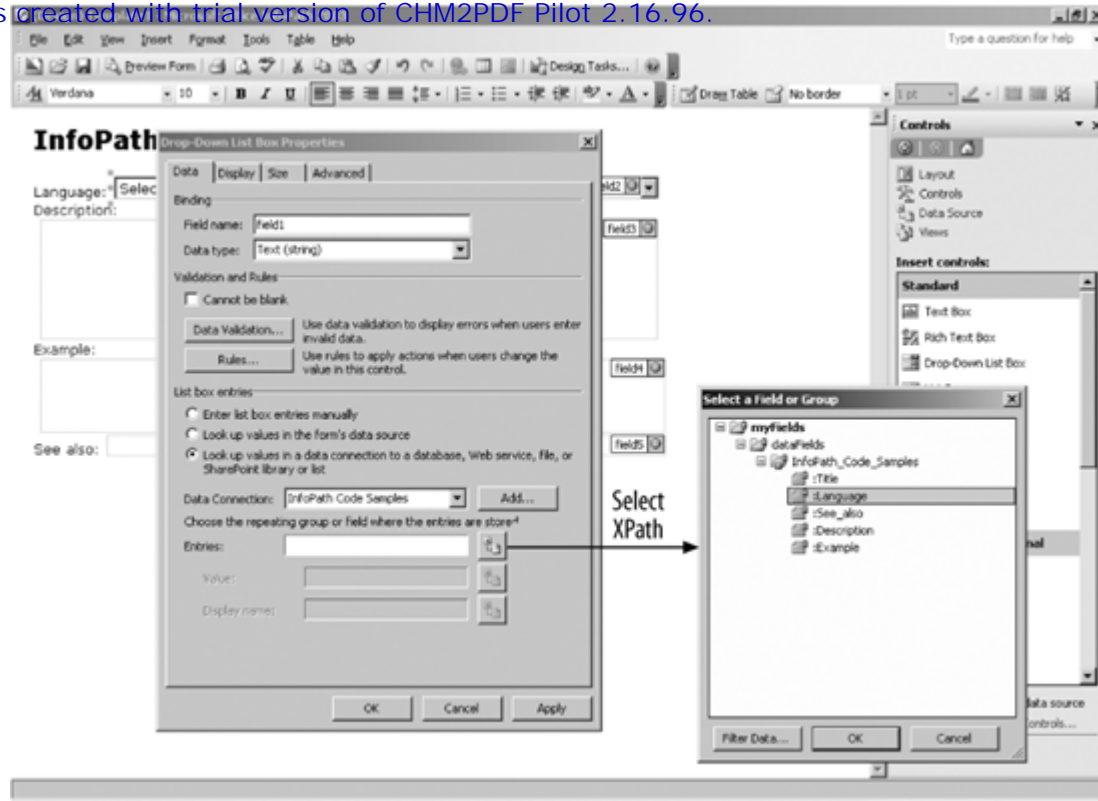 created with trial version of CHM2PDF Pilot 2.16.96.
File Edit View Insert Format Tools Table Help
Type a question for help
Preview Form
Design Tasks...
Verdana
10
B I U
A
Draw Table
No border
1 pt
InfoPath
Language:
Selec
Description:
Example:
See also:
field3
field4
field5
Drop-Down List Box Properties
Data
Display
Size
Advanced
Binding
Field name:
field1
Data type:
Text (string)
Validation and Rules
Cannot be blank
Data Validation...
Use data validation to display errors when users enter
invalid data.
Rules...
Use rules to apply actions when users change the
value in this control.
List box entries
Enter list box entries manually
Look up values in the form's data source
Look up values in a data connection to a database, Web service, file, or
SharePoint library or list
Data Connection:
InfoPath Code Samples
Add...
Choose the repeating group or field where the entries are store
Entries:
Value:
Display name:
OK
Cancel
Apply
Select
XPath
Select a Field or Group
myFields
dataFields
InfoPath_Code_Samples
:Title
:Language
:See_also
:Description
:Example
Filter Data...
OK
Cancel
Controls
Layout
Controls
Data Source
Views
Insert controls:
Standard
Text Box
Rich Text Box
Drop-Down List Box
nal
data source
ontrols...